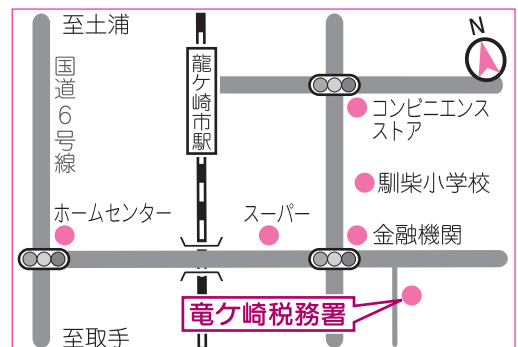 至土浦
国道6号線
龍ケ崎市駅
N
コンビニエンス
ストア
馴柴小学校
ホームセンター
スーパー
金融機関
竜ケ崎税務署
至取手